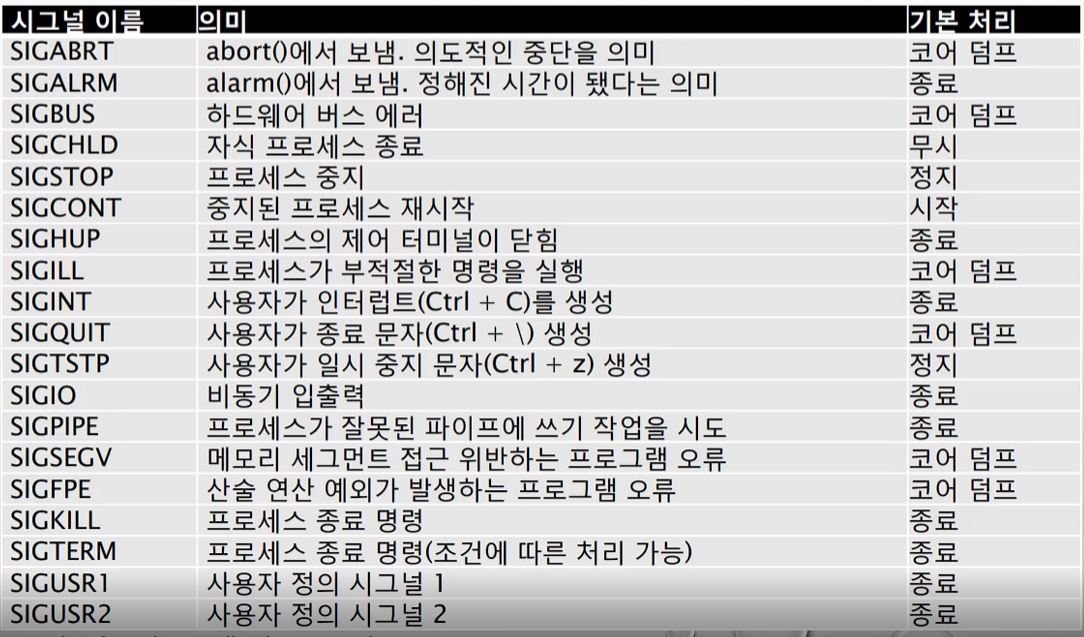 시그널 이름 의미 기본 처리
SIGABRT abort()에서 보냄. 의도적인 중단을 의미 코어 덤프
SIGALRM alarm()에서 보냄. 정해진 시간이 됐다는 의미 종료
SIGBUS 하드웨어 버스 에러 코어 덤프
SIGCHLD 자식 프로세스 종료 무시
SIGSTOP 프로세스 중지 정지
SIGCONT 중지된 프로세스 재시작 시작
SIGHUP 프로세스의 제어 터미널이 닫힘 종료
SIGILL 프로세스가 부적절한 명령을 실행 코어 덤프
SIGINT 사용자가 인터럽트(Ctrl + C)를 생성 종료
SIGQUIT 사용자가 종료 문자(Ctrl + \) 생성 코어 덤프
SIGTSTP 사용자가 일시 중지 문자(Ctrl + z) 생성 정지
SIGIO 비동기 입출력 종료
SIGPIPE 프로세스가 잘못된 파이프에 쓰기 작업을 시도 종료
SIGSEGV 메모리 세그먼트 접근 위반하는 프로그램 오류 코어 덤프
SIGFPE 산술 연산 예외가 발생하는 프로그램 오류 코어 덤프
SIGKILL 프로세스 종료 명령 종료
SIGTERM 프로세스 종료 명령(조건에 따른 처리 가능) 종료
SIGUSR1 사용자 정의 시그널 1 종료
SIGUSR2 사용자 정의 시그널 2 종료